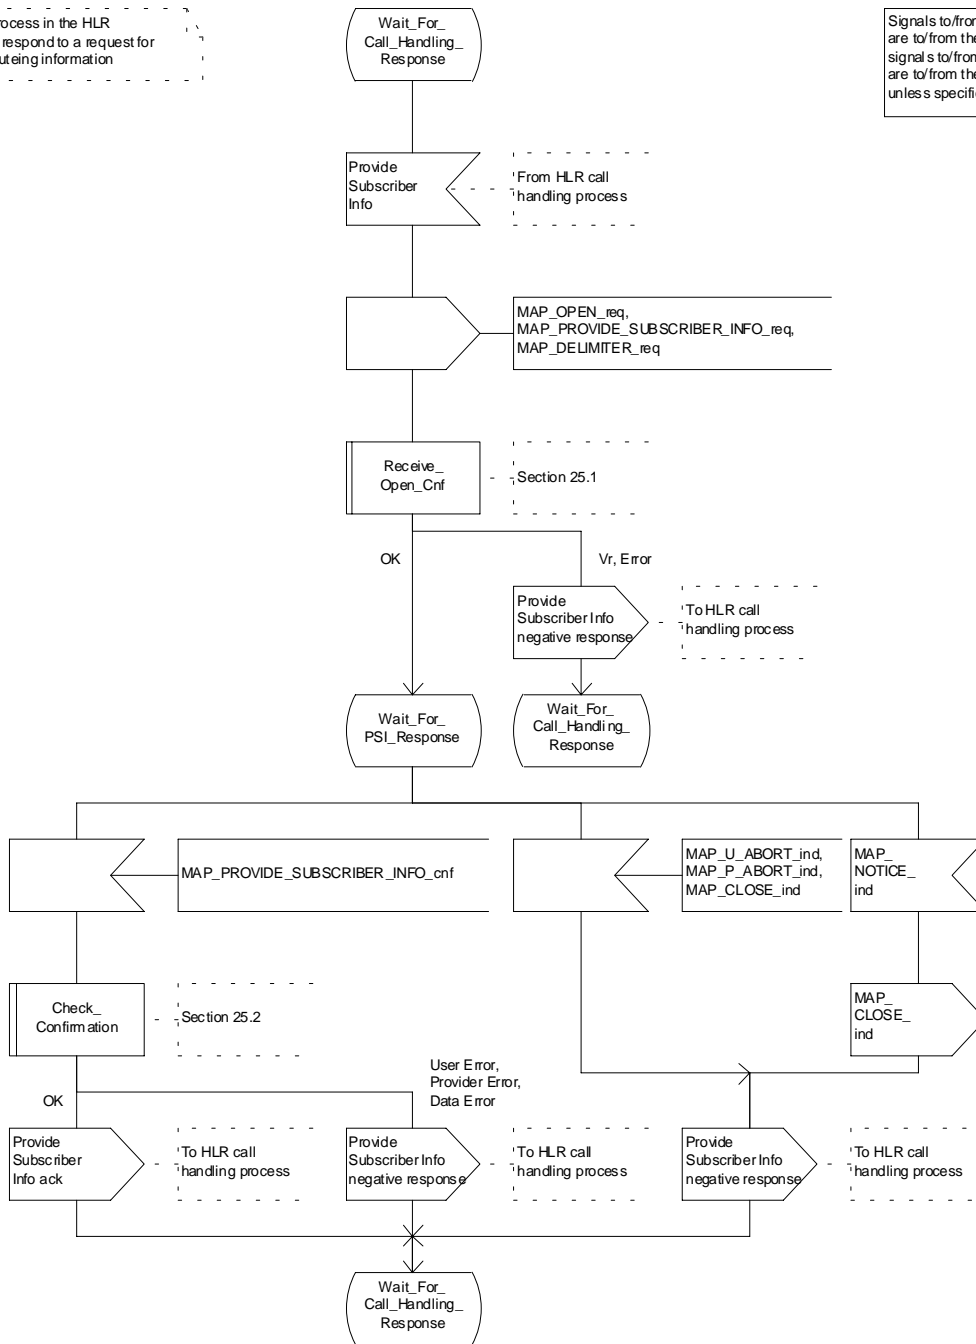 rocess in the HLR
respond to a request for
uteing information
Wait_For_
Call_Handling_
Response
Signals to/from
are to/from the
signals to/from
are to/from the
unless specifi
Provide
Subscriber
Info
From HLR call
handling process
MAP_OPEN_req,
MAP_PROVIDE_SUBSCRIBER_INFO_req,
MAP_DELIMITER_req
Receive_
Open_Cnf
Section 25.1
OK
Vr, Error
Provide
Subscriber Info
negative response
To HLR call
handling process
Wait_For_
PSI_Response
Wait_For_
Call_Handling_
Response
MAP_PROVIDE_SUBSCRIBER_INFO_cnf
MAP_U_ABORT_ind,
MAP_P_ABORT_ind,
MAP_CLOSE_ind
MAP_
NOTICE_
ind
Check_
Confirmation
Section 25.2
MAP_
CLOSE_
ind
User Error,
Provider Error,
Data Error
OK
Provide
Subscriber
Info ack
To HLR call
handling process
Provide
Subscriber Info
negative response
To HLR call
handling process
Provide
Subscriber Info
negative response
To HLR call
handling process
Wait_For_
Call_Handling_
Response